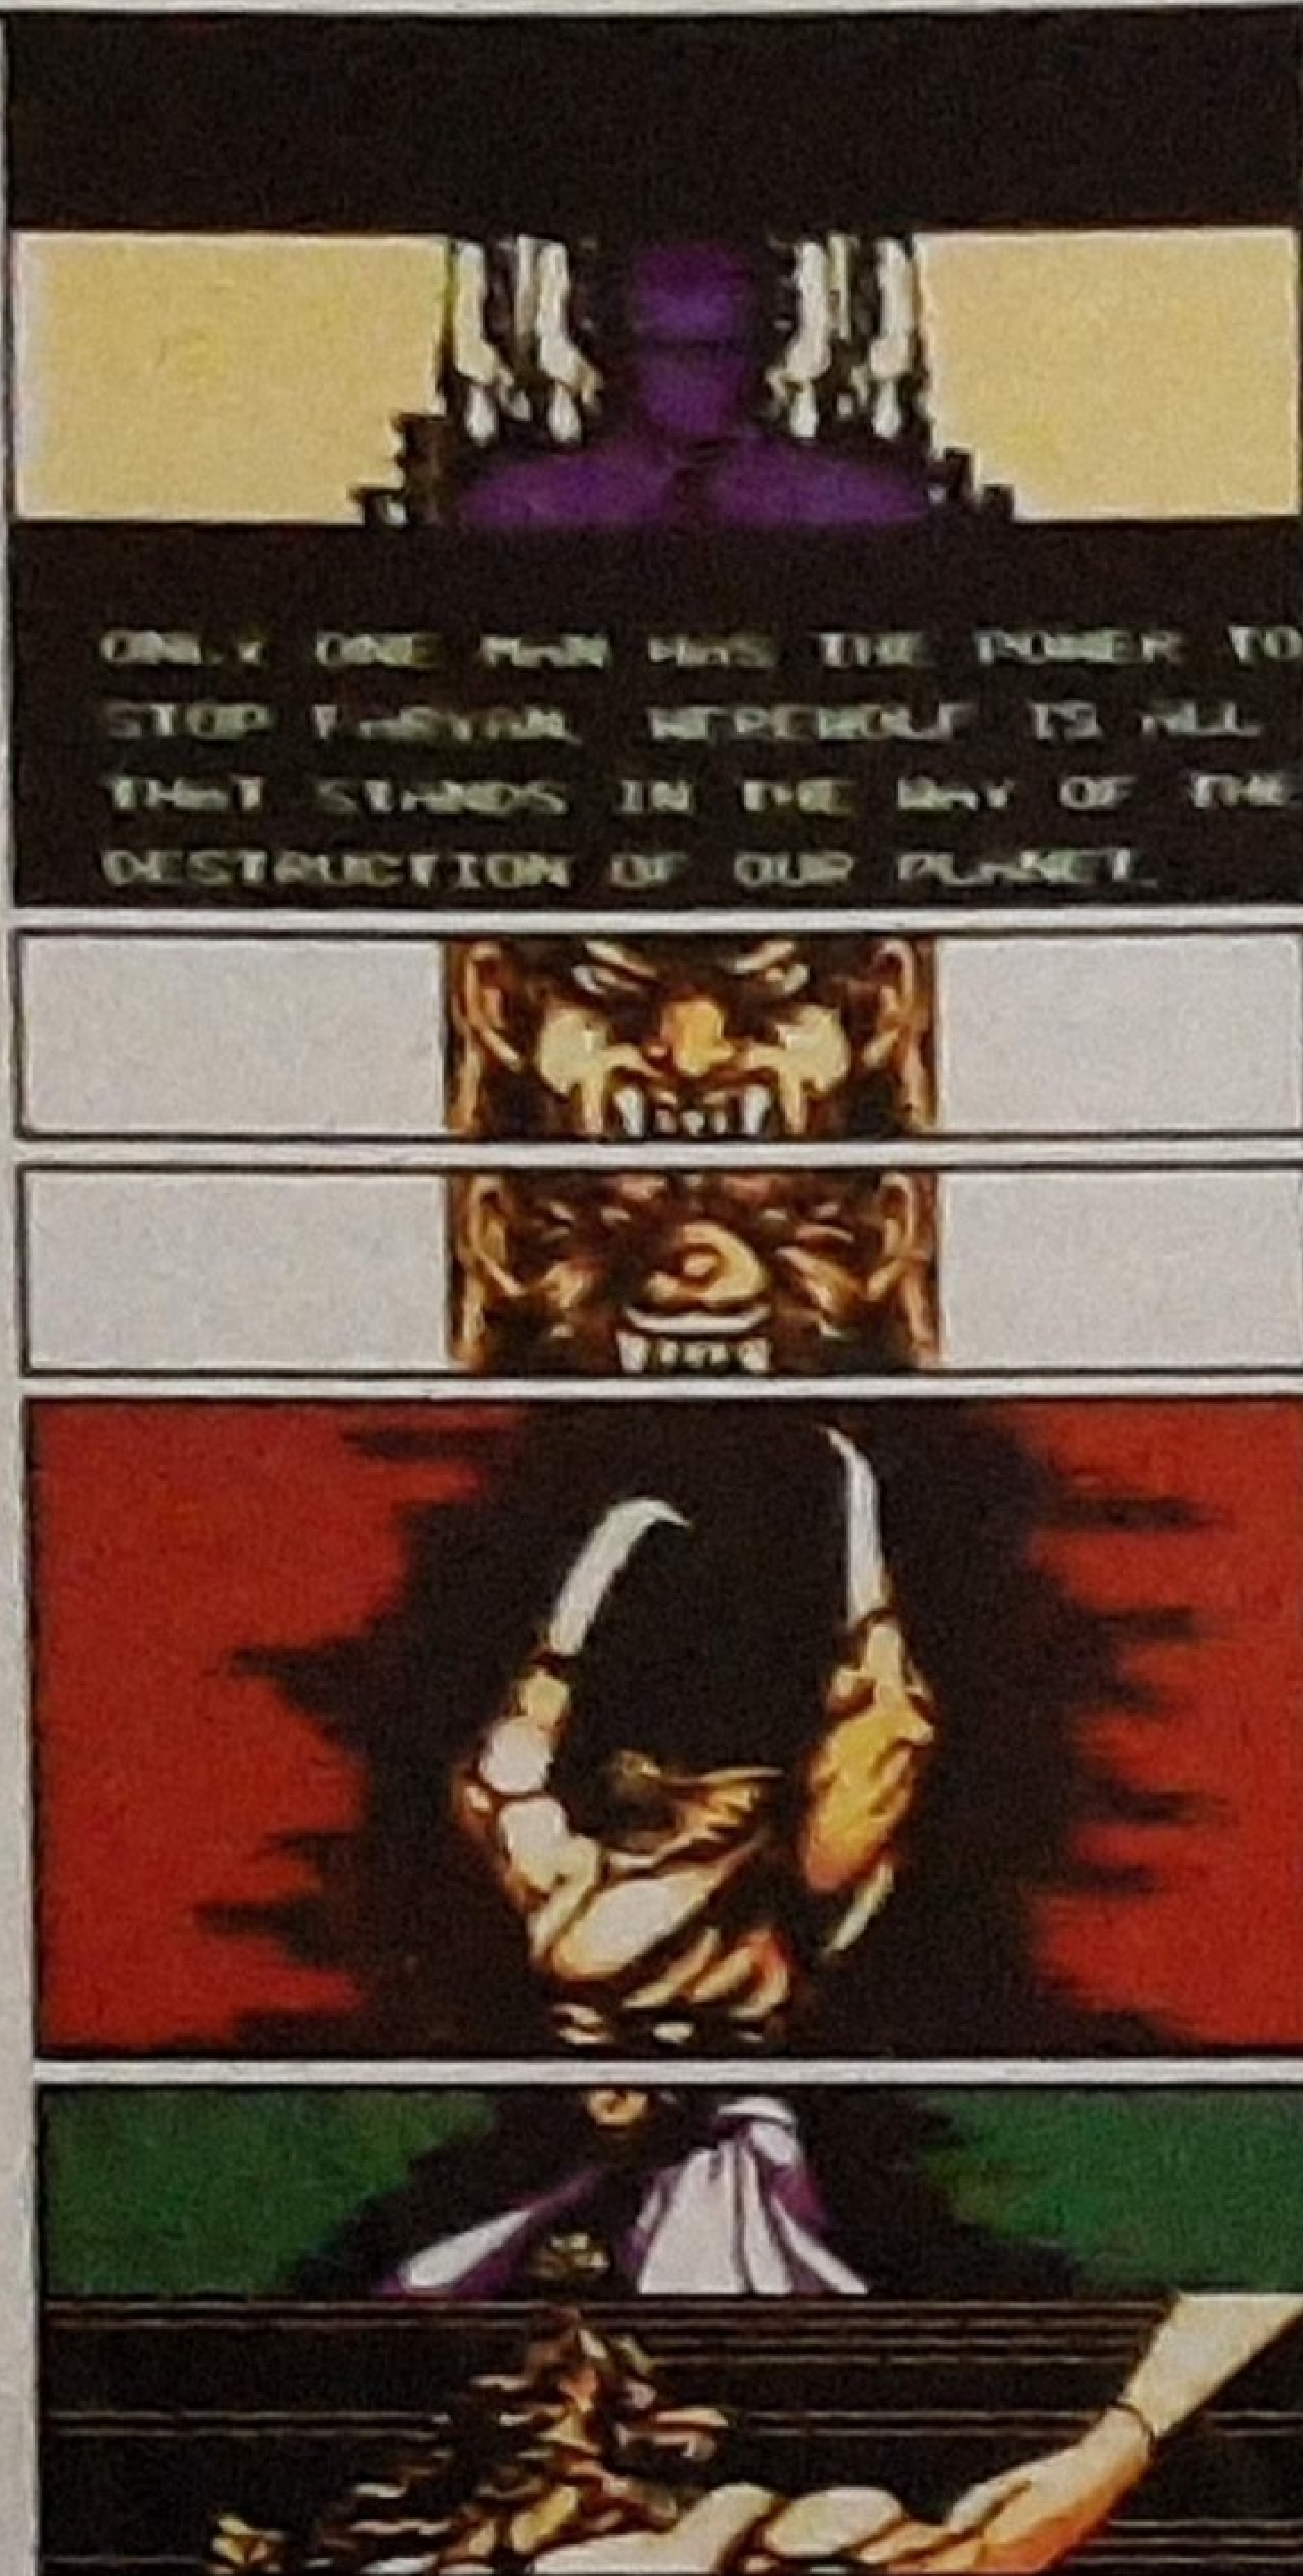 ONLY ONE MAN HAS THE POWER TO
STOP FARYAN. WEREWOLF IS ALL
THAT STANDS IN THE WAY OF THE
DESTRUCTION OF OUR PLANET.